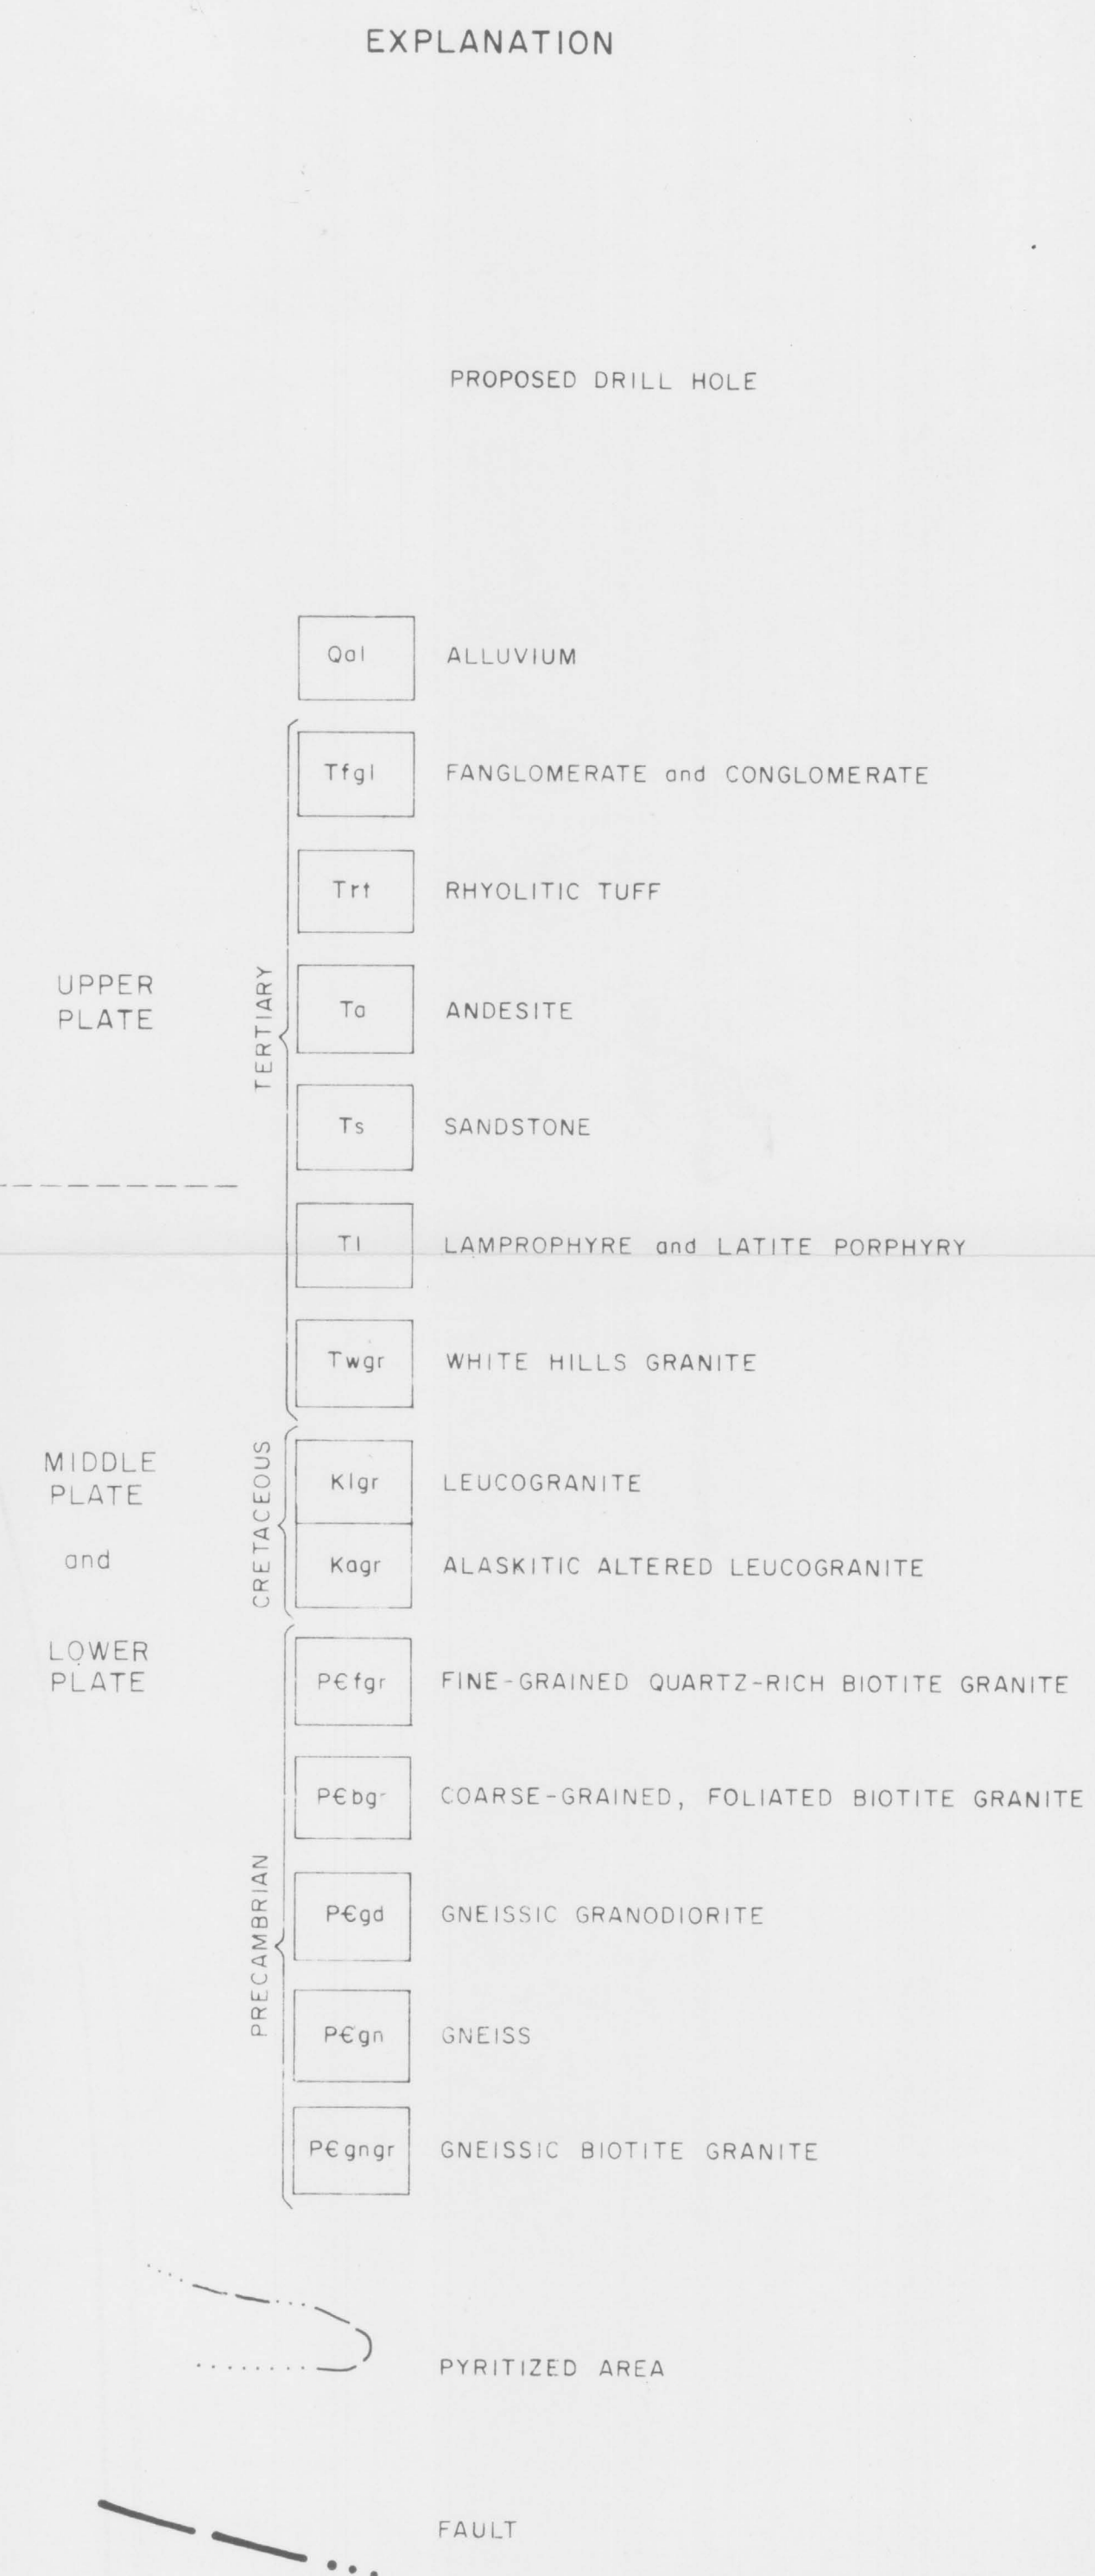 EXPLANATION
PROPOSED DRILL HOLE
Qal ALLUVIUM
Tfgl FANGLOMERATE and CONGLOMERATE
Trt RHYOLITIC TUFF
UPPER
PLATE
TERTIARY
Ta ANDESITE
Ts SANDSTONE
Tl LAMPROPHYRE and LATITE PORPHYRY
Twgr WHITE HILLS GRANITE
MIDDLE
PLATE
and
LOWER
PLATE
CRETACEOUS
Klgr LEUCOGRANITE
Kagr ALASKITIC ALTERED LEUCOGRANITE
P€fgr FINE-GRAINED QUARTZ-RICH BIOTITE GRANITE
P€bgr COARSE-GRAINED, FOLIATED BIOTITE GRANITE
PRECAMBRIAN
P€gd GNEISSIC GRANODIORITE
P€gn GNEISS
P€gngr GNEISSIC BIOTITE GRANITE
PYRITIZED AREA
FAULT